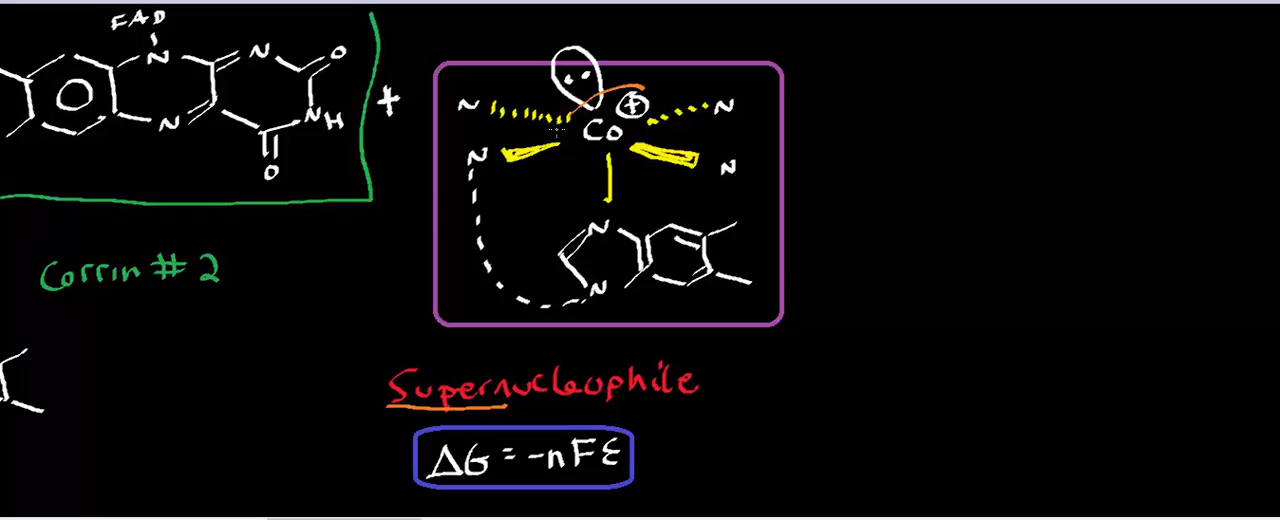 FAD
N N O
N NH
O
+
N Co + N
N N
N
N
Corrin # 2
Supernucleophile
ΔG = -nFε